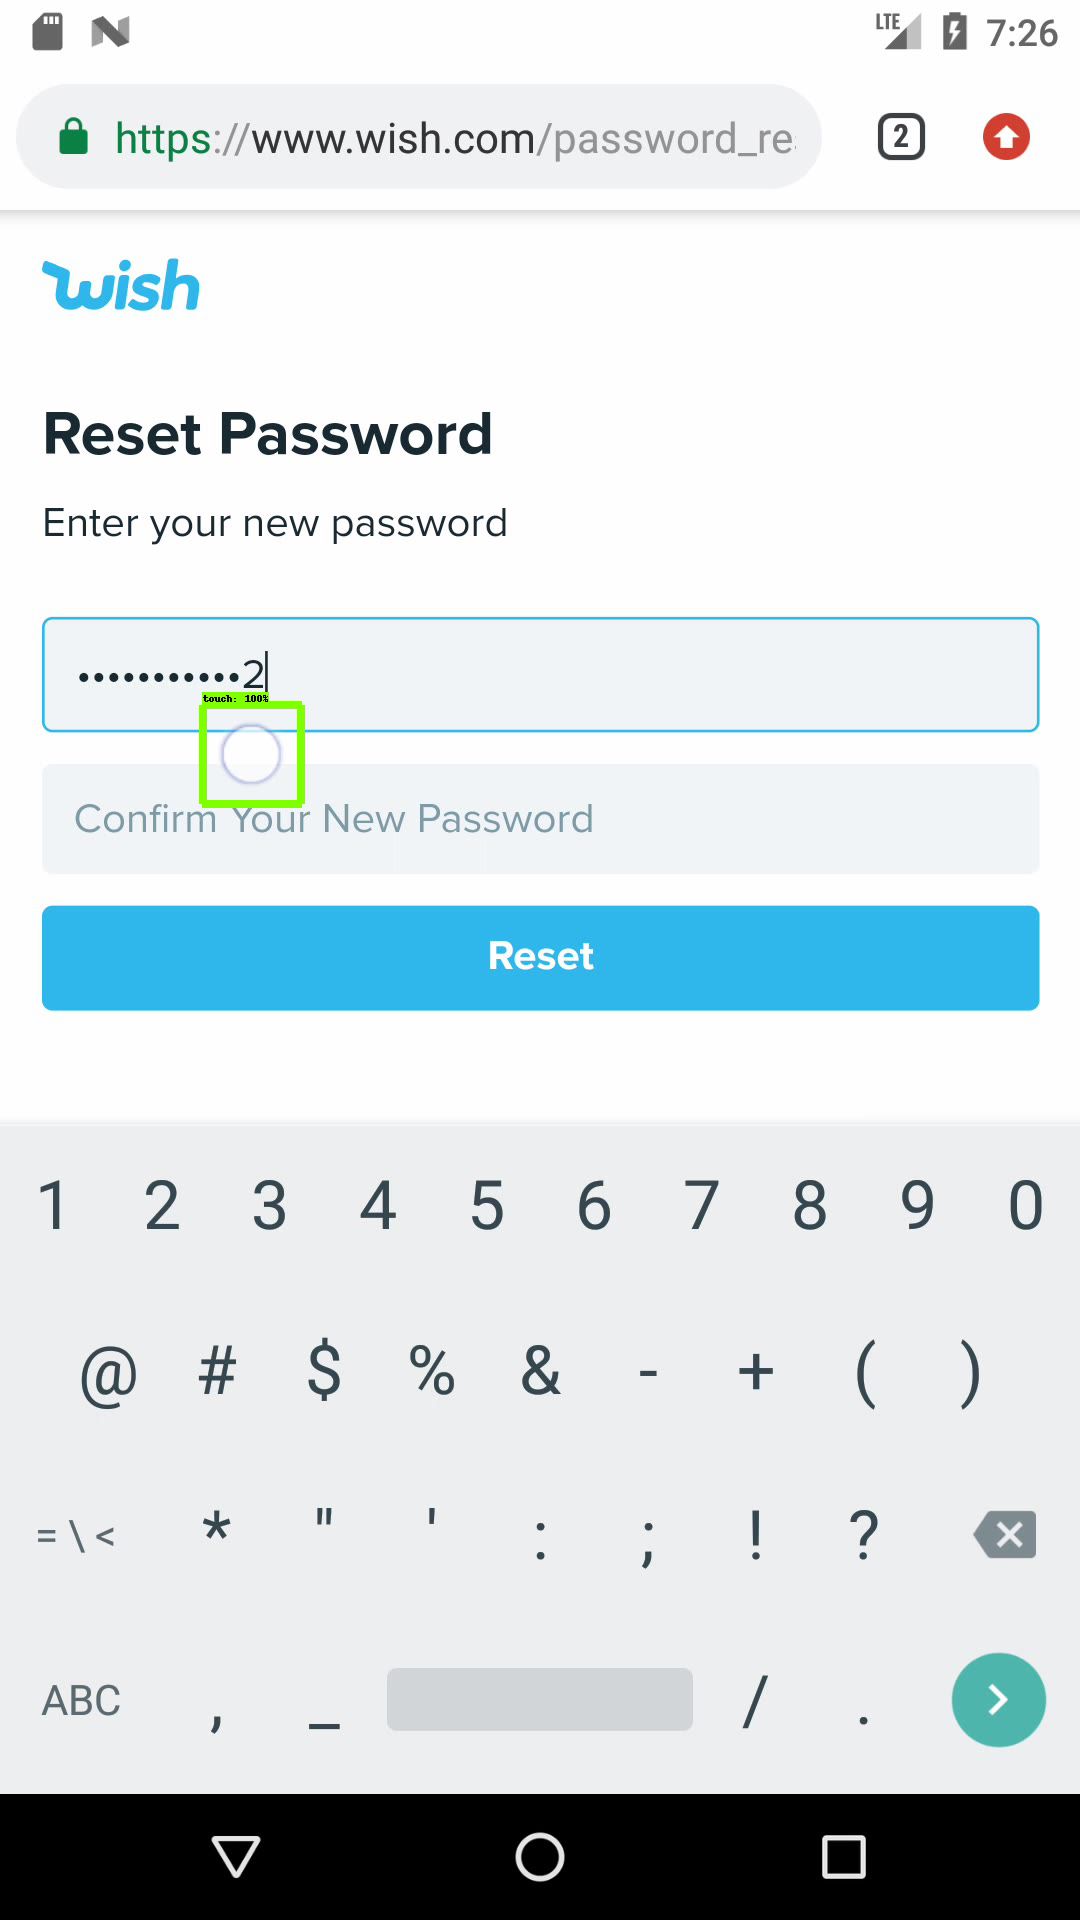 LTE 7:26
https://www.wish.com/password_re
2
wish
Reset Password
Enter your new password
•••••••••••2
touch: 100%
Confirm Your New Password
Reset
1 2 3 4 5 6 7 8 9 0
@ # $ % & - + ( )
= \ < * " ' : ; ! ?
ABC , _ / .